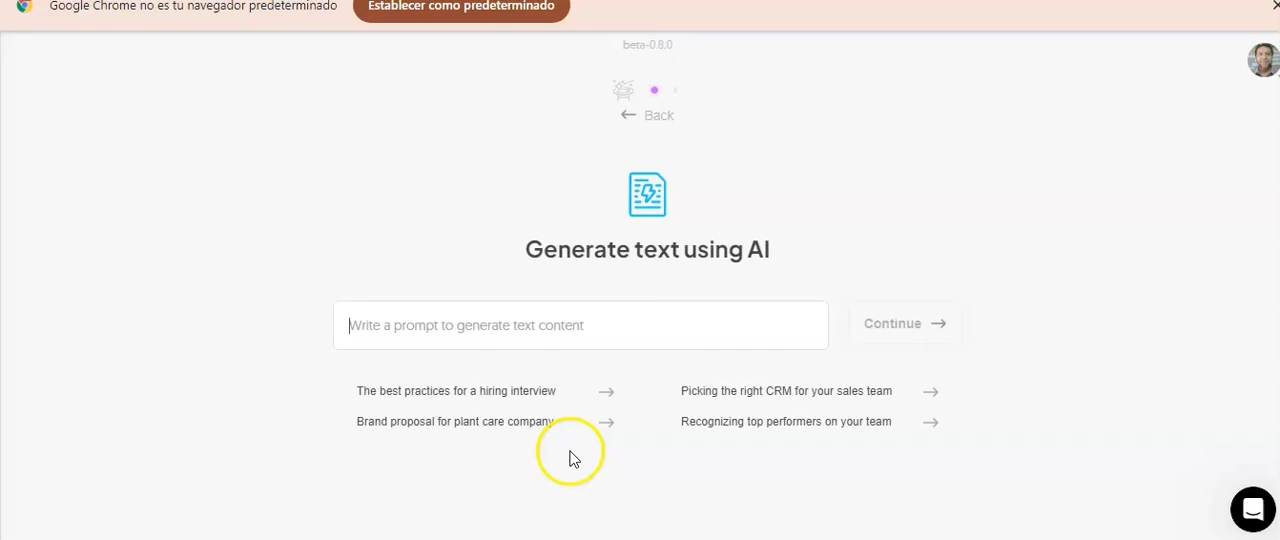 Google Chrome no es tu navegador predeterminado
Establecer como predeterminado
beta-0.8.0
Back
Generate text using AI
Write a prompt to generate text content
Continue
The best practices for a hiring interview
Picking the right CRM for your sales team
Brand proposal for plant care company
Recognizing top performers on your team